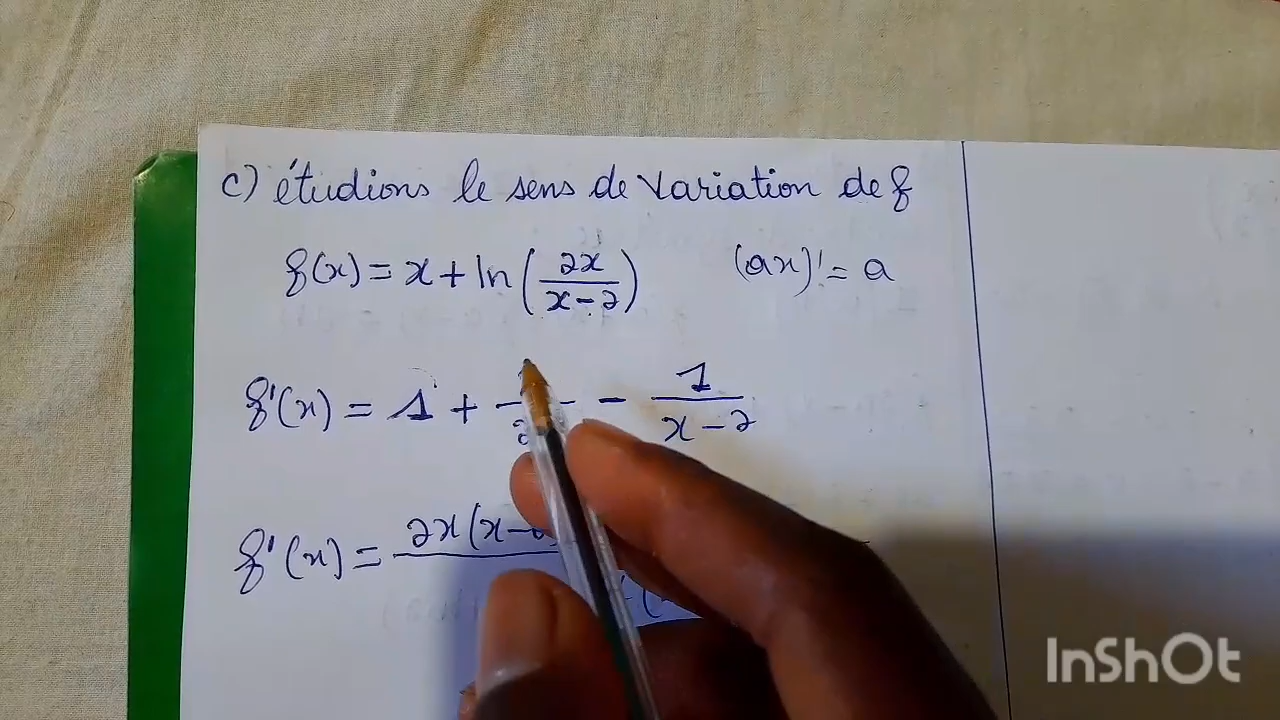 c) étudions le sens de variation de f
f(x) = x + ln(2x/(x-2)) (ax)' = a
f'(x) = 1 + - 1/(x-2)
f'(x) = 2x(x-
InShOt